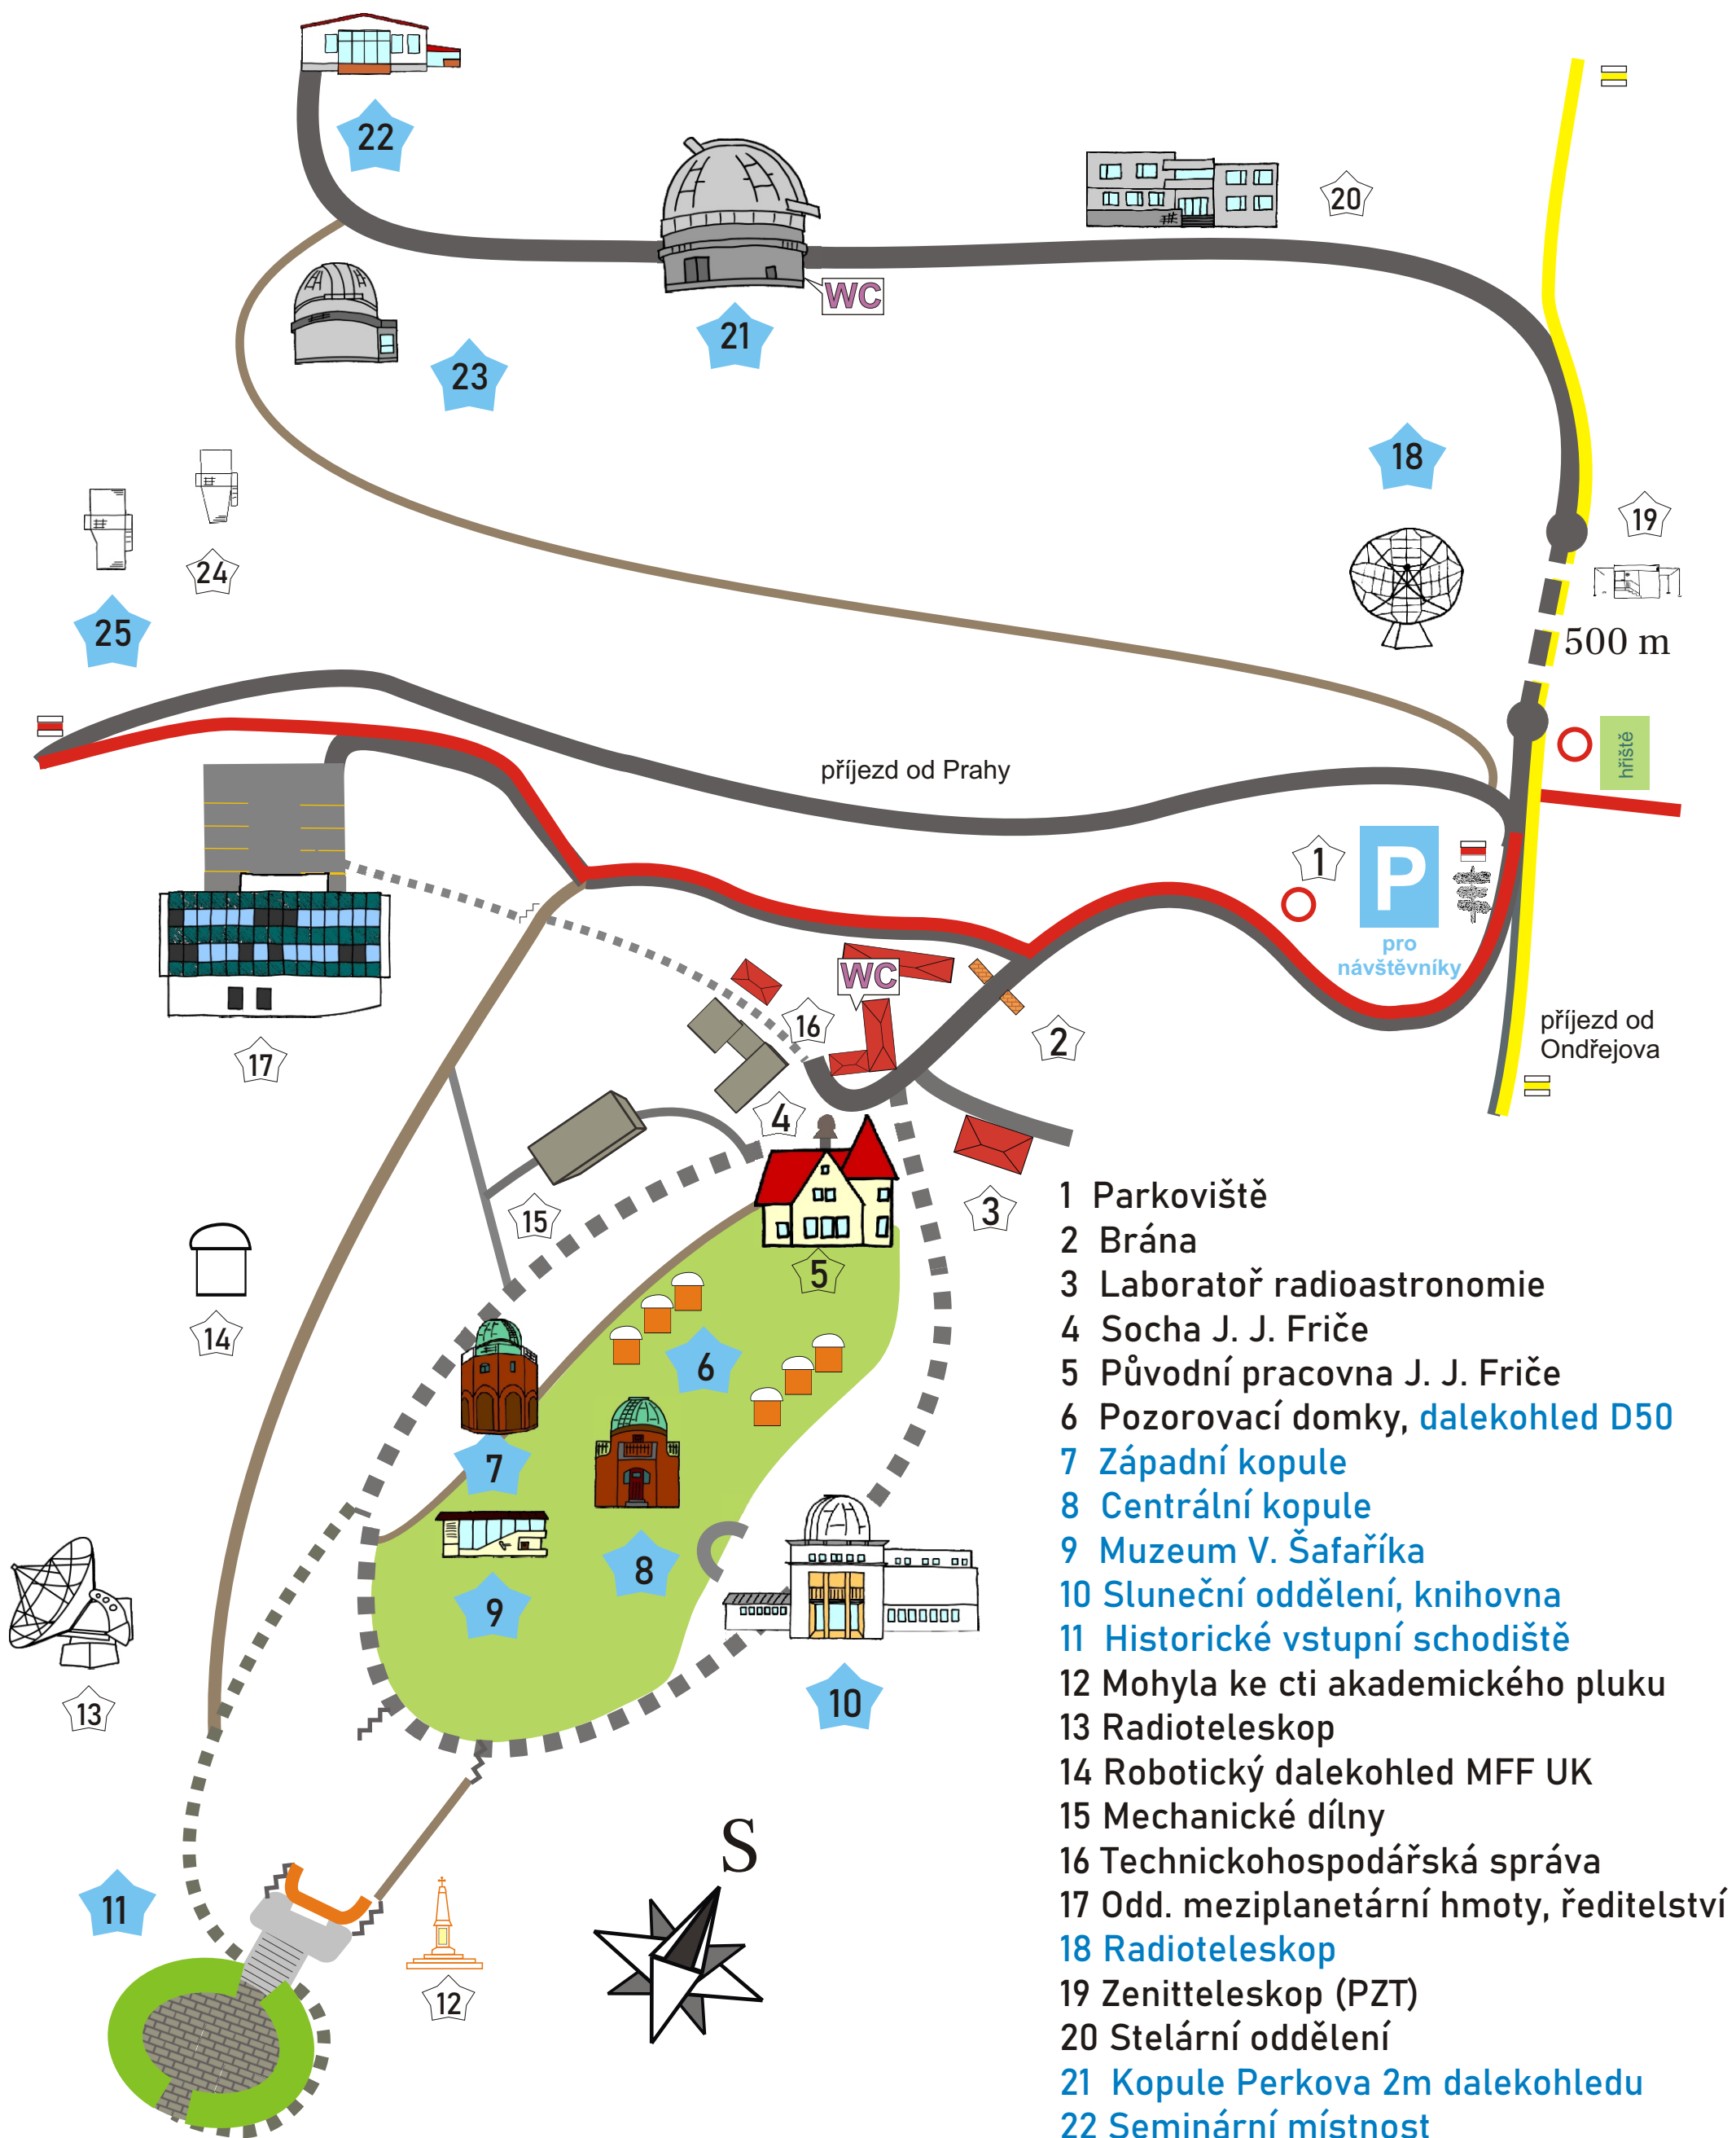 22
20
WC
21
23
18
19
24
25
500 m
hřiště
příjezd od Prahy
1
P
pro
návštěvníky
WC
16
2
17
příjezd od
Ondřejova
4
15
3
5
14
6
7
8
9
10
13
S
11
12
1 Parkoviště
2 Brána
3 Laboratoř radioastronomie
4 Socha J. J. Friče
5 Původní pracovna J. J. Friče
6 Pozorovací domky, dalekohled D50
7 Západní kopule
8 Centrální kopule
9 Muzeum V. Šafaříka
10 Sluneční oddělení, knihovna
11 Historické vstupní schodiště
12 Mohyla ke cti akademického pluku
13 Radioteleskop
14 Robotický dalekohled MFF UK
15 Mechanické dílny
16 Technickohospodářská správa
17 Odd. meziplanetární hmoty, ředitelství
18 Radioteleskop
19 Zenitteleskop (PZT)
20 Stelární oddělení
21 Kopule Perkova 2m dalekohledu
22 Seminární místnost